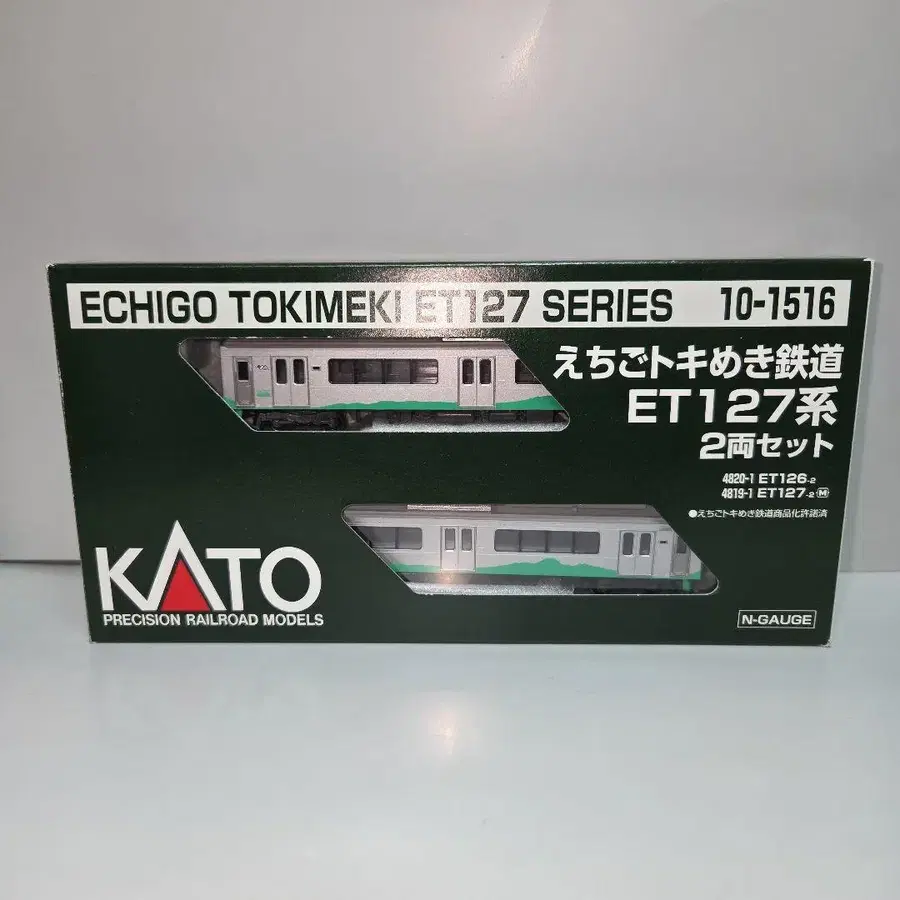 ECHIGO TOKIMEKI ET127 SERIES 10-1516
えちごトキめき鉄道
ET127系
2両セット
4820-1 ET126-2
4819-1 ET127-2 M
●えちごトキめき鉄道商品化許諾済
KATO
PRECISION RAILROAD MODELS
N-GAUGE